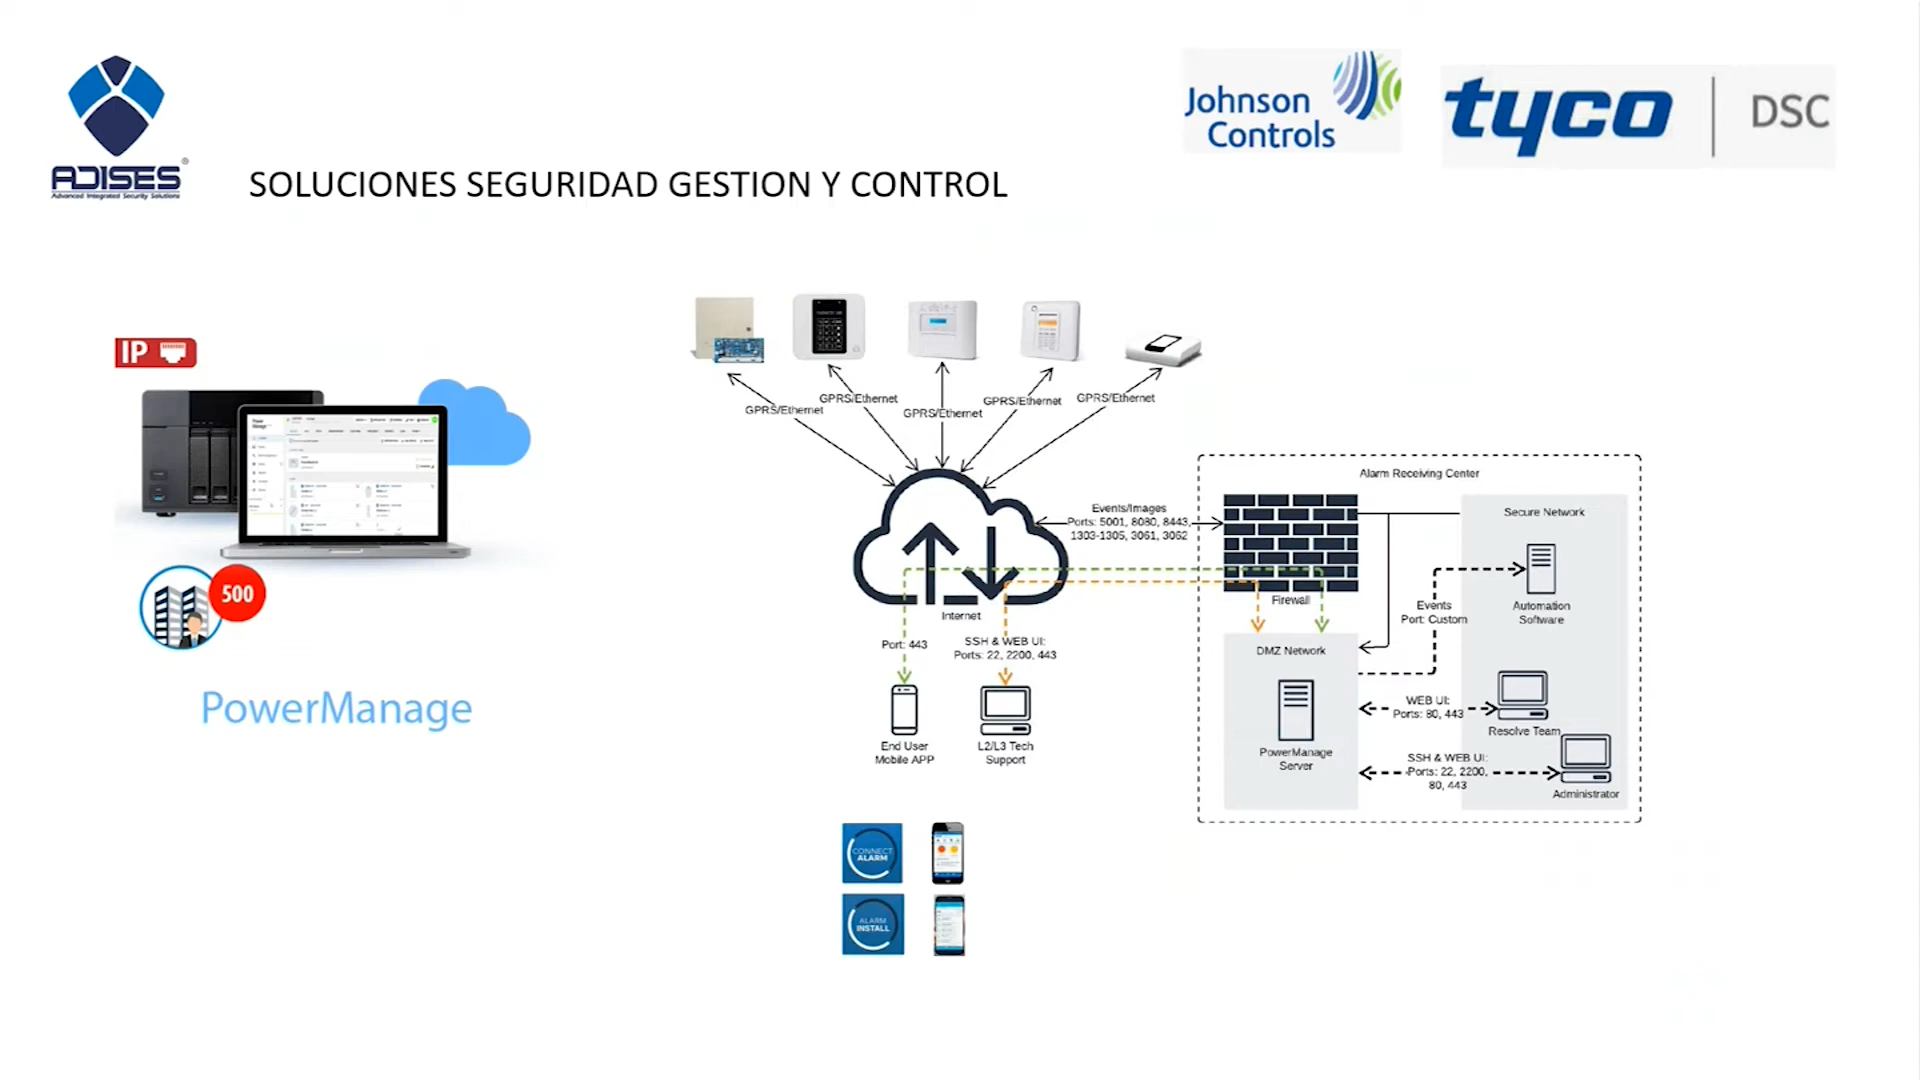 ADISES®
Advanced Integrated Security Solutions
Johnson
Controls
tyco
DSC
SOLUCIONES SEGURIDAD GESTION Y CONTROL
IP
500
PowerManage
GPRS/Ethernet
GPRS/Ethernet
GPRS/Ethernet
GPRS/Ethernet
GPRS/Ethernet
Internet
Events/Images
Ports: 5001, 8080, 8443,
1303-1305, 3061, 3062
Port: 443
SSH & WEB UI:
Ports: 22, 2200, 443
End User
Mobile APP
L2/L3 Tech
Support
Alarm Receiving Center
Firewall
Secure Network
Automation
Software
Events
Port: Custom
DMZ Network
PowerManage
Server
WEB UI:
Ports: 80, 443
Resolve Team
SSH & WEB UI:
Ports: 22, 2200,
80, 443
Administrator
CONNECT
ALARM
ALARM
INSTALL